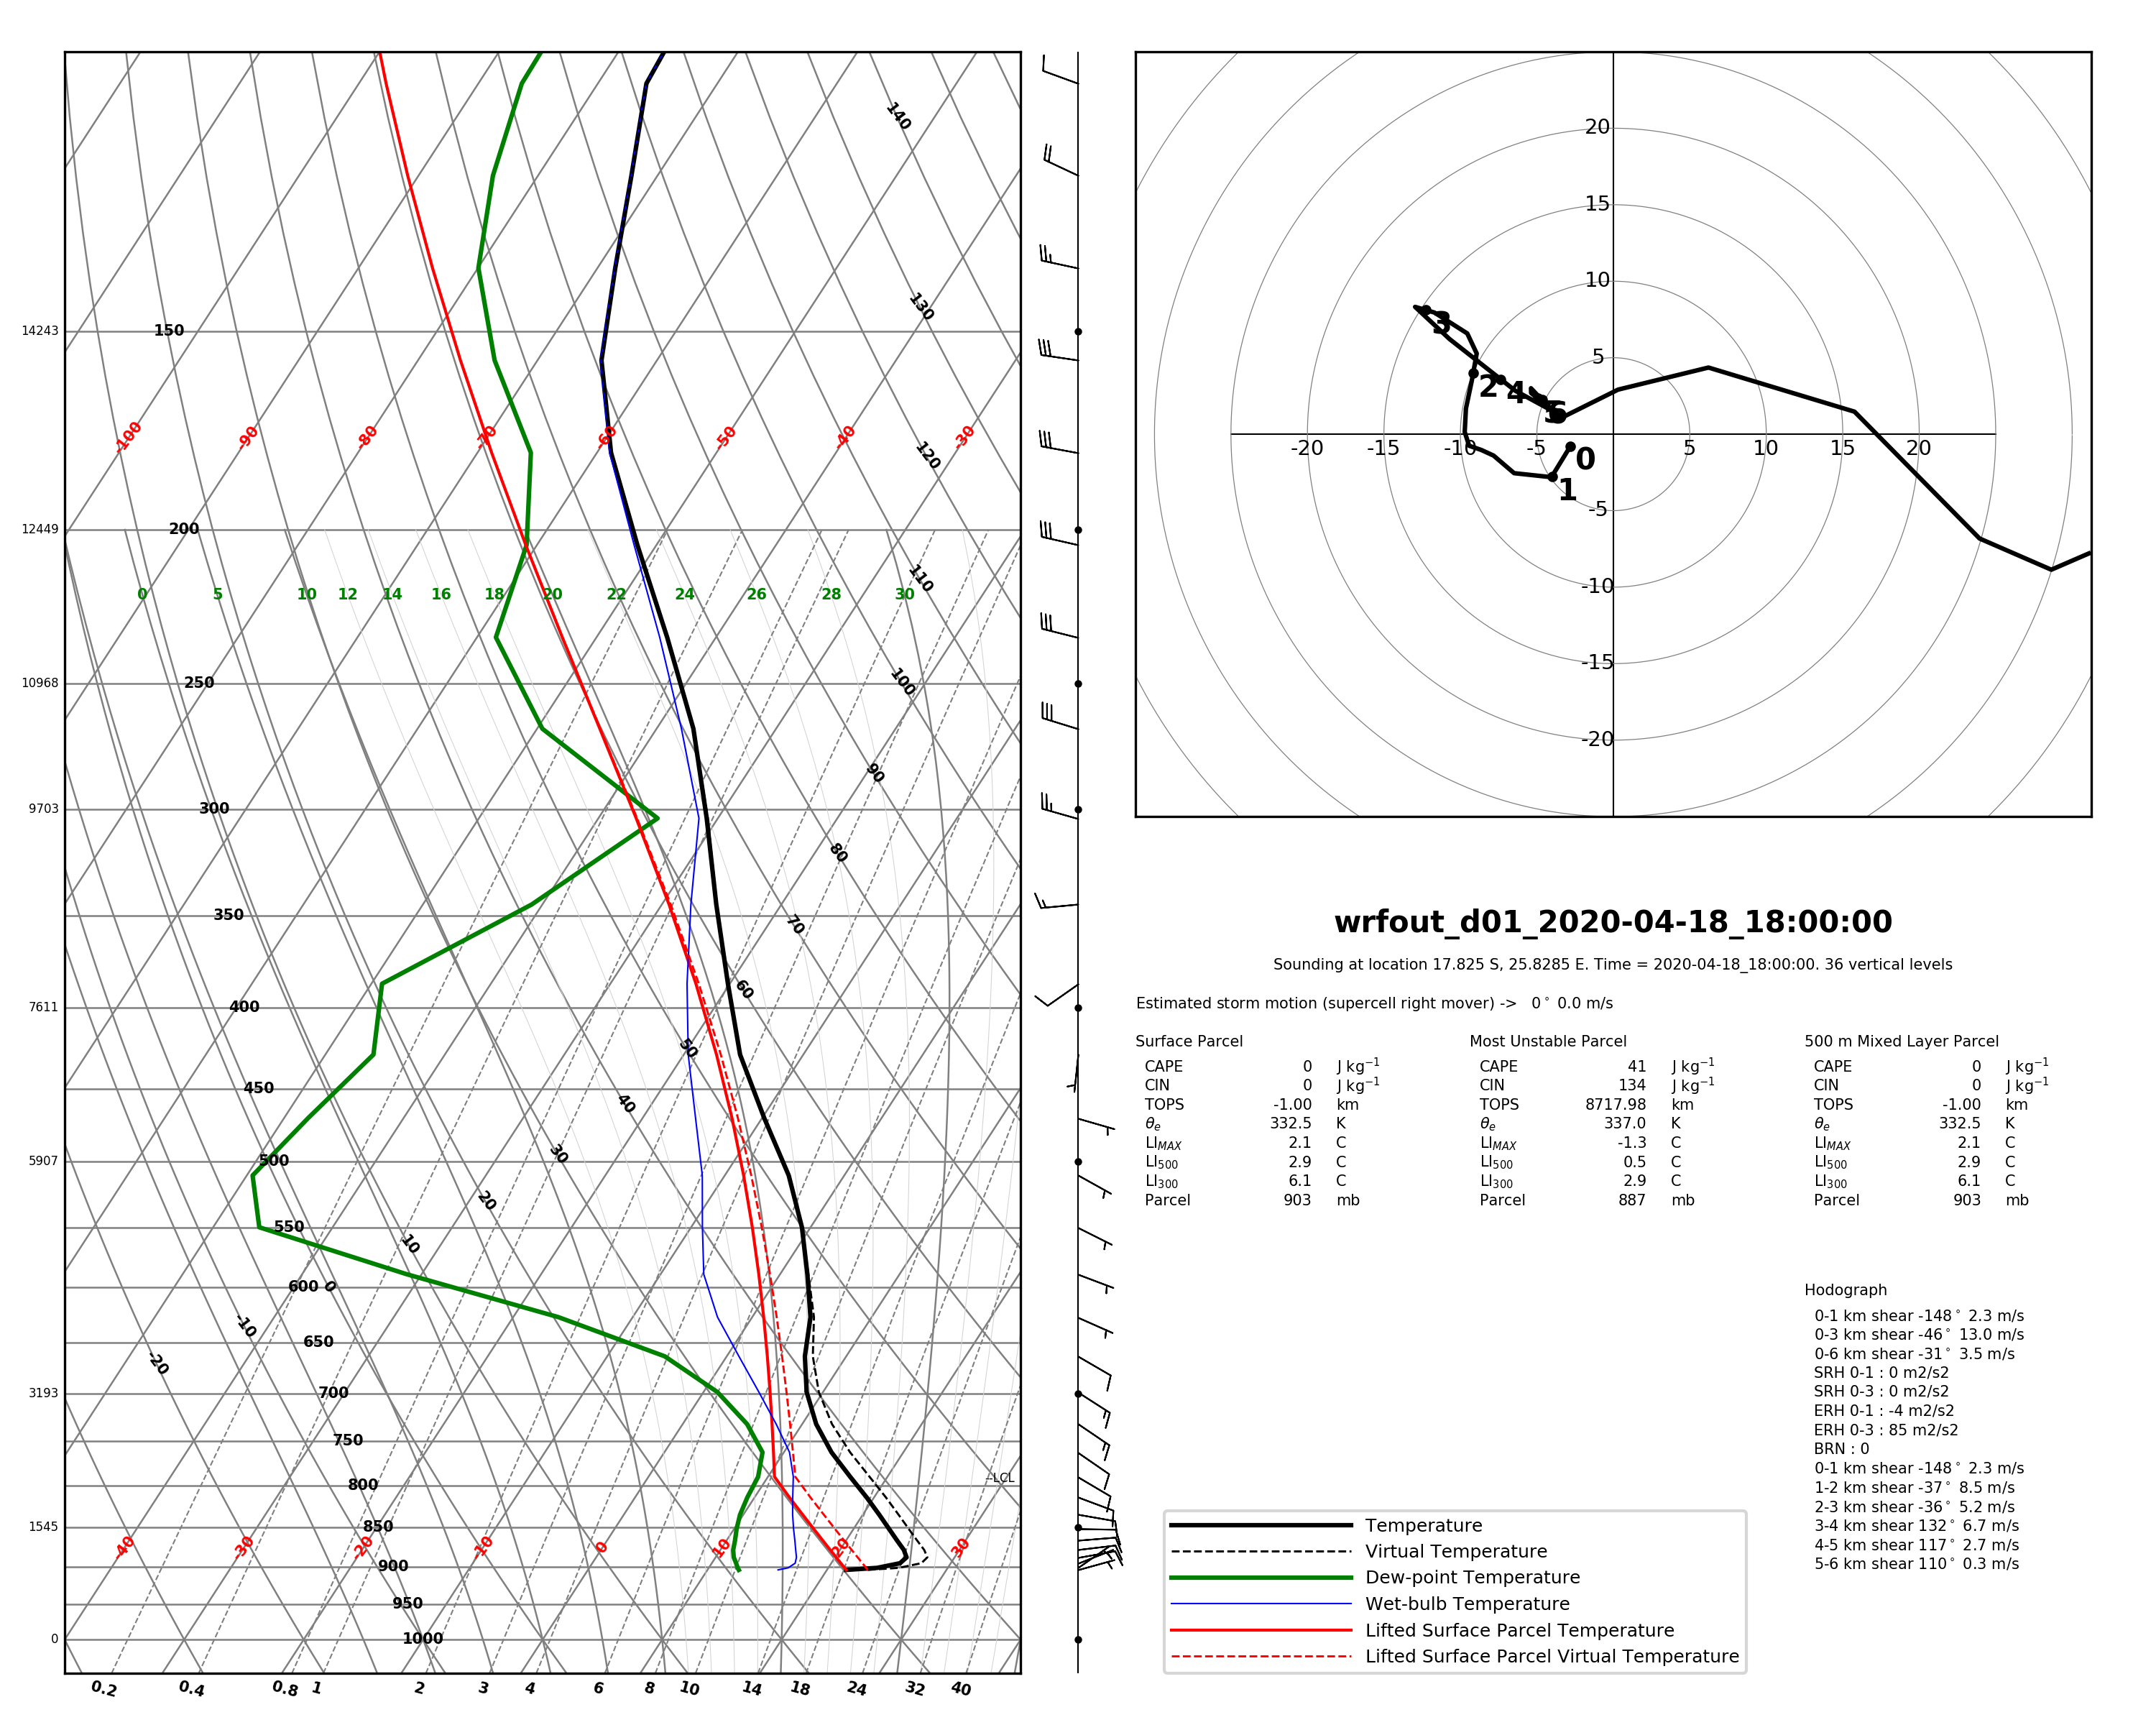 140
130
120
110
100
90
80
70
60
50
40
30
20
10
0
-10
-20
14243 150
-100 -90 -80 -70 -60 -50 -40 -30
12449 200
0 5 10 12 14 16 18 20 22 24 26 28 30
10968 250
9703 300
350
7611 400
450
5907 500
550
600
650
3193 700
750
800 --LCL
1545 850
-40 -30 -20 -10 0 10 20 30
900
950
0 1000
0.2 0.4 0.8 1 2 3 4 6 8 10 14 18 24 32 40
20
15
10
5
-20 -15 -10 -5 5 10 15 20
-5
-10
-15
-20
0
1
2
3
4
5
6
wrfout_d01_2020-04-18_18:00:00
Sounding at location 17.825 S, 25.8285 E. Time = 2020-04-18_18:00:00. 36 vertical levels
Estimated storm motion (supercell right mover) -> 0° 0.0 m/s
Surface Parcel
CAPE 0 J kg⁻¹
CIN 0 J kg⁻¹
TOPS -1.00 km
θe 332.5 K
LIMAX 2.1 C
LI500 2.9 C
LI300 6.1 C
Parcel 903 mb
Most Unstable Parcel
CAPE 41 J kg⁻¹
CIN 134 J kg⁻¹
TOPS 8717.98 km
θe 337.0 K
LIMAX -1.3 C
LI500 0.5 C
LI300 2.9 C
Parcel 887 mb
500 m Mixed Layer Parcel
CAPE 0 J kg⁻¹
CIN 0 J kg⁻¹
TOPS -1.00 km
θe 332.5 K
LIMAX 2.1 C
LI500 2.9 C
LI300 6.1 C
Parcel 903 mb
Hodograph
0-1 km shear -148° 2.3 m/s
0-3 km shear -46° 13.0 m/s
0-6 km shear -31° 3.5 m/s
SRH 0-1 : 0 m2/s2
SRH 0-3 : 0 m2/s2
ERH 0-1 : -4 m2/s2
ERH 0-3 : 85 m2/s2
BRN : 0
0-1 km shear -148° 2.3 m/s
1-2 km shear -37° 8.5 m/s
2-3 km shear -36° 5.2 m/s
3-4 km shear 132° 6.7 m/s
4-5 km shear 117° 2.7 m/s
5-6 km shear 110° 0.3 m/s
Temperature
Virtual Temperature
Dew-point Temperature
Wet-bulb Temperature
Lifted Surface Parcel Temperature
Lifted Surface Parcel Virtual Temperature